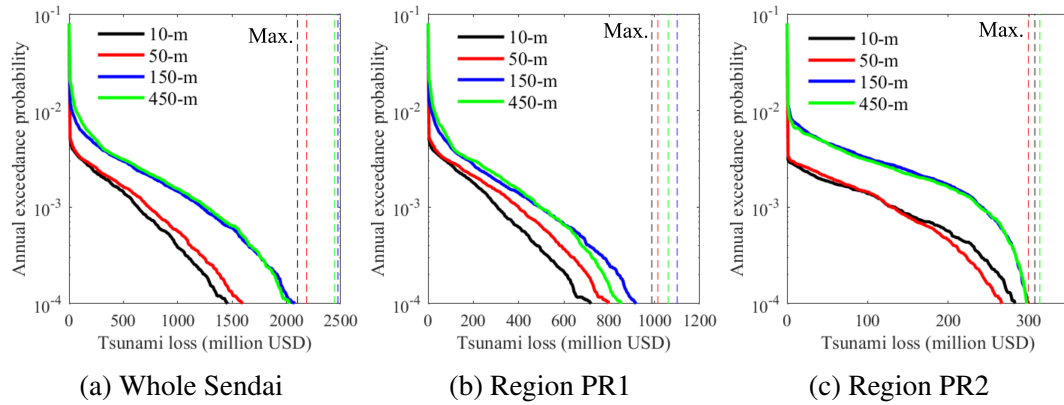 Annual exceedance probability
10⁻¹
10⁻²
10⁻³
10⁻⁴
Max.
10-m
50-m
150-m
450-m
0 500 1000 1500 2000 2500
Tsunami loss (million USD)
(a) Whole Sendai
Annual exceedance probability
10⁻¹
10⁻²
10⁻³
10⁻⁴
Max.
10-m
50-m
150-m
450-m
0 200 400 600 800 1000 1200
Tsunami loss (million USD)
(b) Region PR1
Annual exceedance probability
10⁻¹
10⁻²
10⁻³
10⁻⁴
Max.
10-m
50-m
150-m
450-m
0 100 200 300
Tsunami loss (million USD)
(c) Region PR2